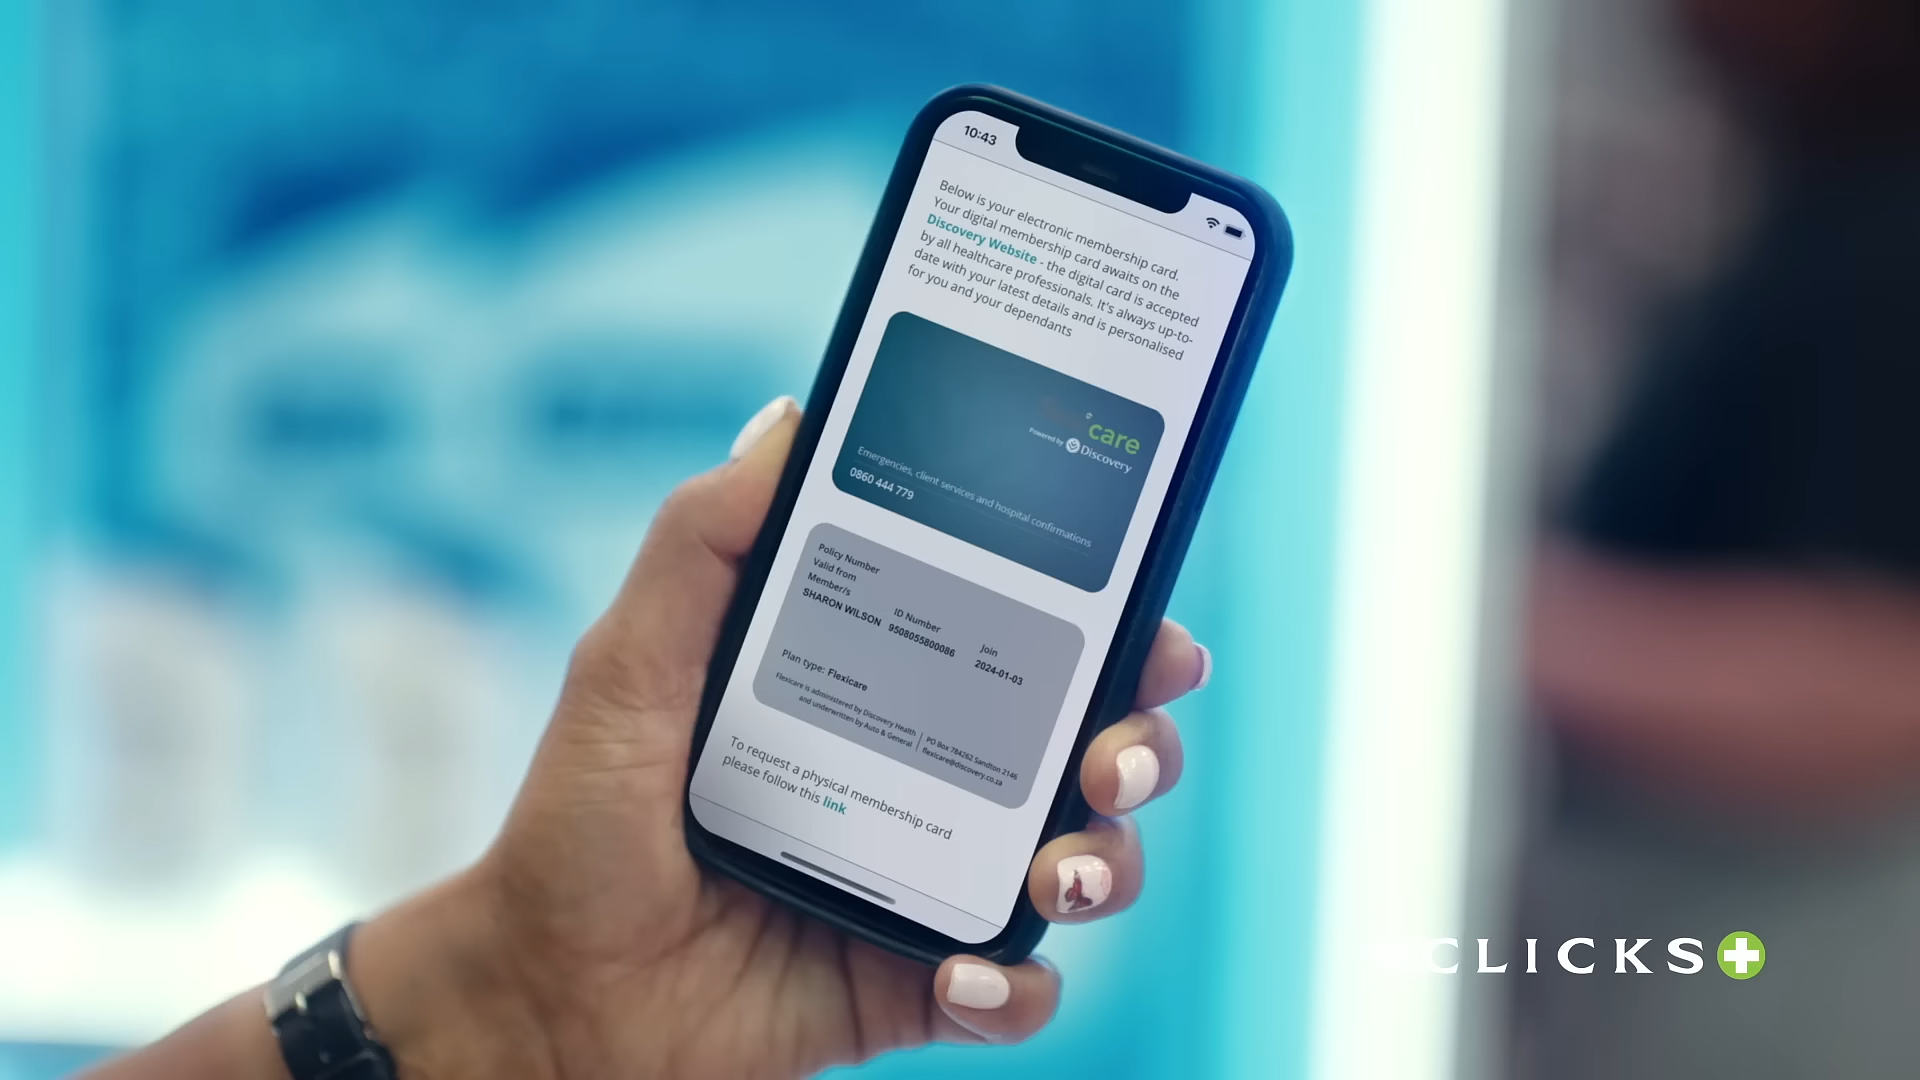 10:43
Below is your electronic membership card.
Your digital membership card awaits on the
Discovery Website - the digital card is accepted
by all healthcare professionals. It's always up-to-
date with your latest details and is personalised
for you and your dependants
care
Powered by Discovery
Emergencies, client services and hospital confirmations
0860 444 779
Policy Number
Valid from
Member/s
ID Number
Join
SHARON WILSON
9508055800086
2024-01-03
Plan type: Flexicare
Flexicare is administered by Discovery Health
and underwritten by Auto & General
PO Box 784262 Sandton 2146
flexicare@discovery.co.za
To request a physical membership card
please follow this link
CLICKS